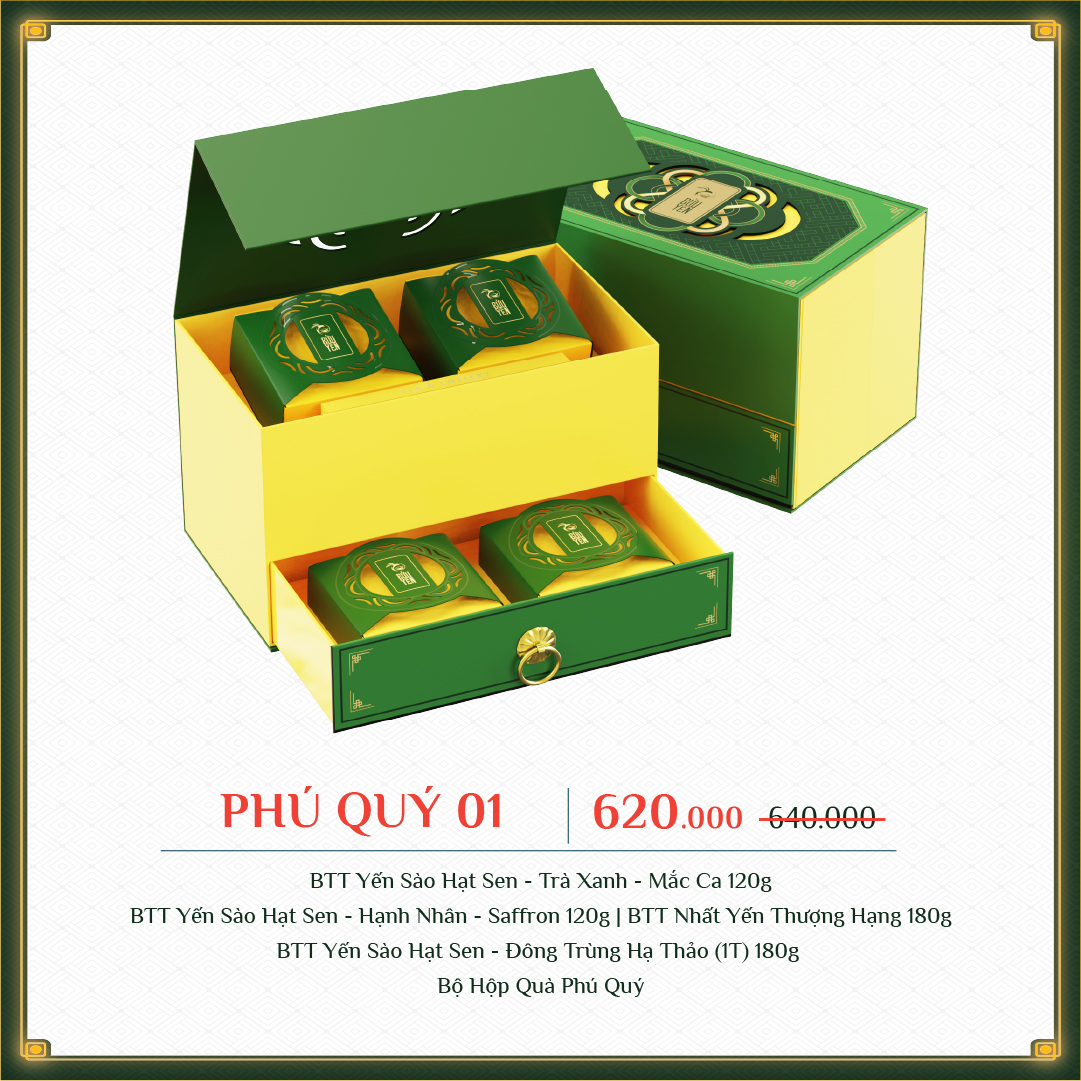 PHÚ QUÝ 01 620.000 640.000
BTT Yến Sào Hạt Sen - Trà Xanh - Mắc Ca 120g
BTT Yến Sào Hạt Sen - Hạnh Nhân - Saffron 120g | BTT Nhất Yến Thượng Hạng 180g
BTT Yến Sào Hạt Sen - Đông Trùng Hạ Thảo (1T) 180g
Bộ Hộp Quà Phú Quý